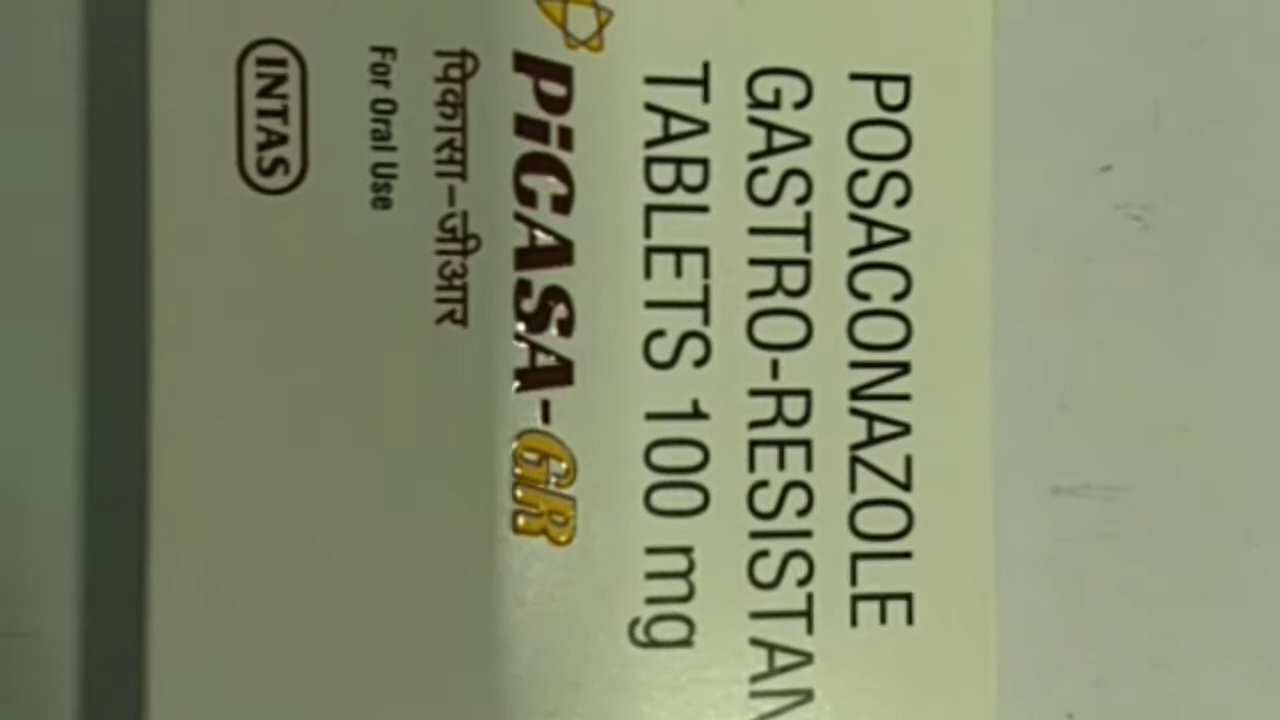 POSACONAZOLE
GASTRO-RESISTAN
TABLETS 100 mg
PiCASA-GR
पिकासा-जीआर
For Oral Use
INTAS